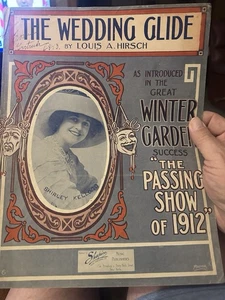 THE WEDDING GLIDE
BY LOUIS A. HIRSCH
AS INTRODUCED
IN THE
GREAT
WINTER
GARDEN
SUCCESS
"THE
PASSING
SHOW
OF 1912"
SHIRLEY KELLOGG